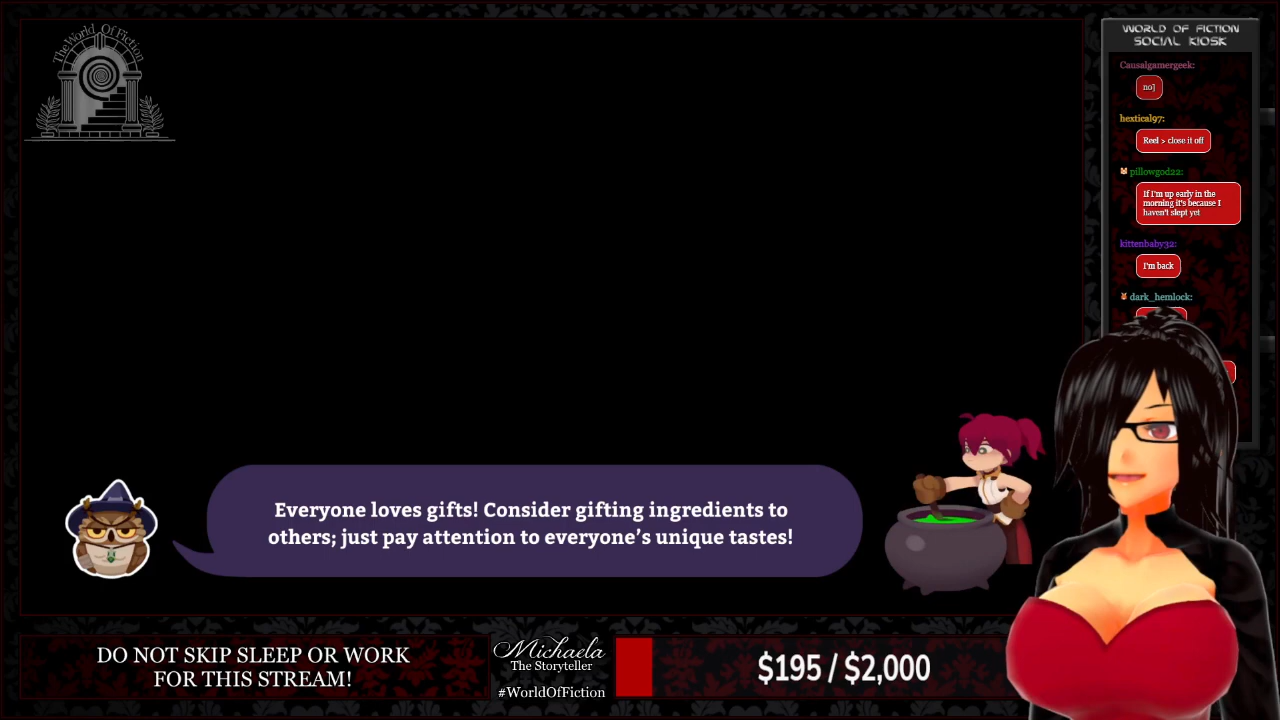 The World Of Fiction
WORLD OF FICTION
SOCIAL KIOSK
Causalgamergeek:
no]
hextical97:
Reel > close it off
pillowgod22:
If I'm up early in the
morning it's because I
haven't slept yet
kittenbaby32:
I'm back
dark_hemlock:
Everyone loves gifts! Consider gifting ingredients to
others; just pay attention to everyone's unique tastes!
DO NOT SKIP SLEEP OR WORK
FOR THIS STREAM!
Michaela
The Storyteller
#WorldOfFiction
$195 / $2,000